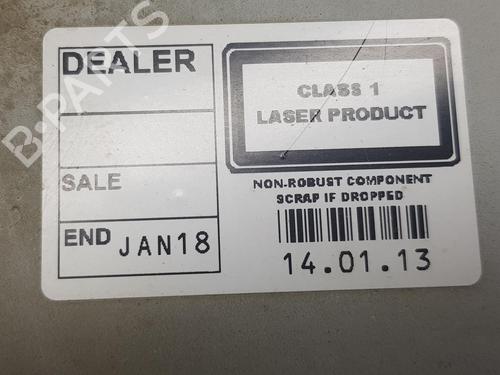 DEALER
SALE
END JAN18
CLASS 1
LASER PRODUCT
NON-ROBUST COMPONENT
SCRAP IF DROPPED
14.01.13
B-PARTS